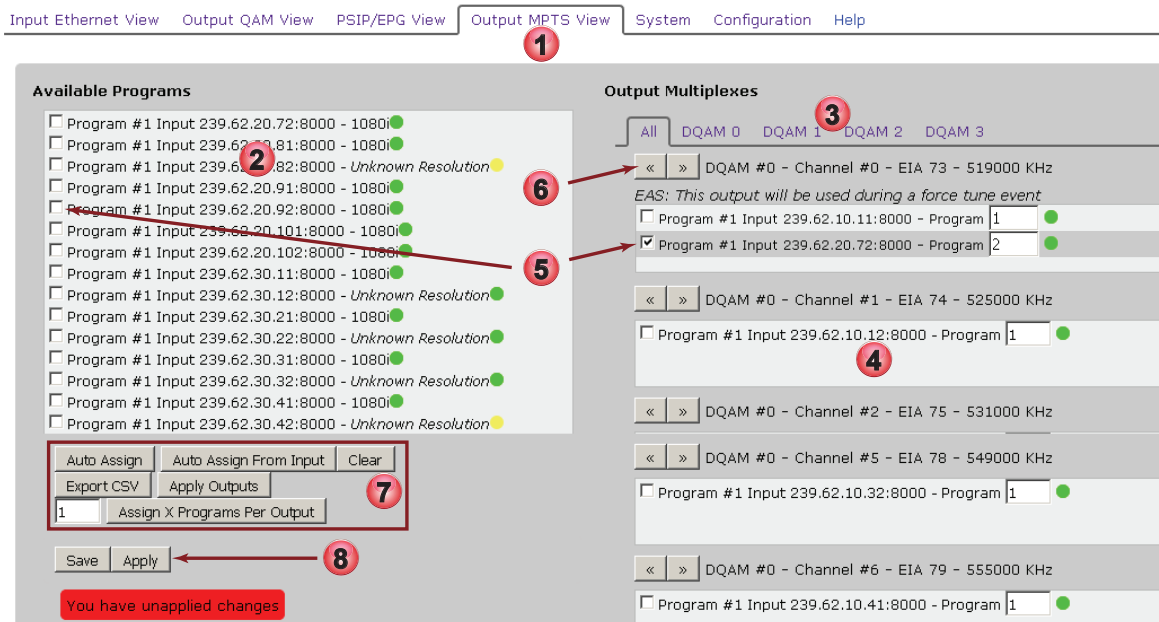 Input Ethernet View Output QAM View PSIP/EPG View Output MPTS View System Configuration Help
1
Available Programs
Program #1 Input 239.62.20.72:8000 - 1080i
Program #1 Input 239.62.20.81:8000 - 1080i
Program #1 Input 239.62.20.82:8000 - Unknown Resolution
2
Program #1 Input 239.62.20.91:8000 - 1080i
Program #1 Input 239.62.20.92:8000 - 1080i
Program #1 Input 239.62.20.101:8000 - 1080i
Program #1 Input 239.62.20.102:8000 - 1080i
Program #1 Input 239.62.30.11:8000 - 1080i
Program #1 Input 239.62.30.12:8000 - Unknown Resolution
Program #1 Input 239.62.30.21:8000 - 1080i
Program #1 Input 239.62.30.22:8000 - Unknown Resolution
Program #1 Input 239.62.30.31:8000 - 1080i
Program #1 Input 239.62.30.32:8000 - Unknown Resolution
Program #1 Input 239.62.30.41:8000 - 1080i
Program #1 Input 239.62.30.42:8000 - Unknown Resolution
Auto Assign Auto Assign From Input Clear
Export CSV Apply Outputs
7
1 Assign X Programs Per Output
Save Apply
8
You have unapplied changes
Output Multiplexes
3
All DQAM 0 DQAM 1 DQAM 2 DQAM 3
« » DQAM #0 - Channel #0 - EIA 73 - 519000 KHz
6
EAS: This output will be used during a force tune event
Program #1 Input 239.62.10.11:8000 - Program 1
Program #1 Input 239.62.20.72:8000 - Program 2
5
« » DQAM #0 - Channel #1 - EIA 74 - 525000 KHz
Program #1 Input 239.62.10.12:8000 - Program 1
4
« » DQAM #0 - Channel #2 - EIA 75 - 531000 KHz
« » DQAM #0 - Channel #5 - EIA 78 - 549000 KHz
Program #1 Input 239.62.10.32:8000 - Program 1
« » DQAM #0 - Channel #6 - EIA 79 - 555000 KHz
Program #1 Input 239.62.10.41:8000 - Program 1